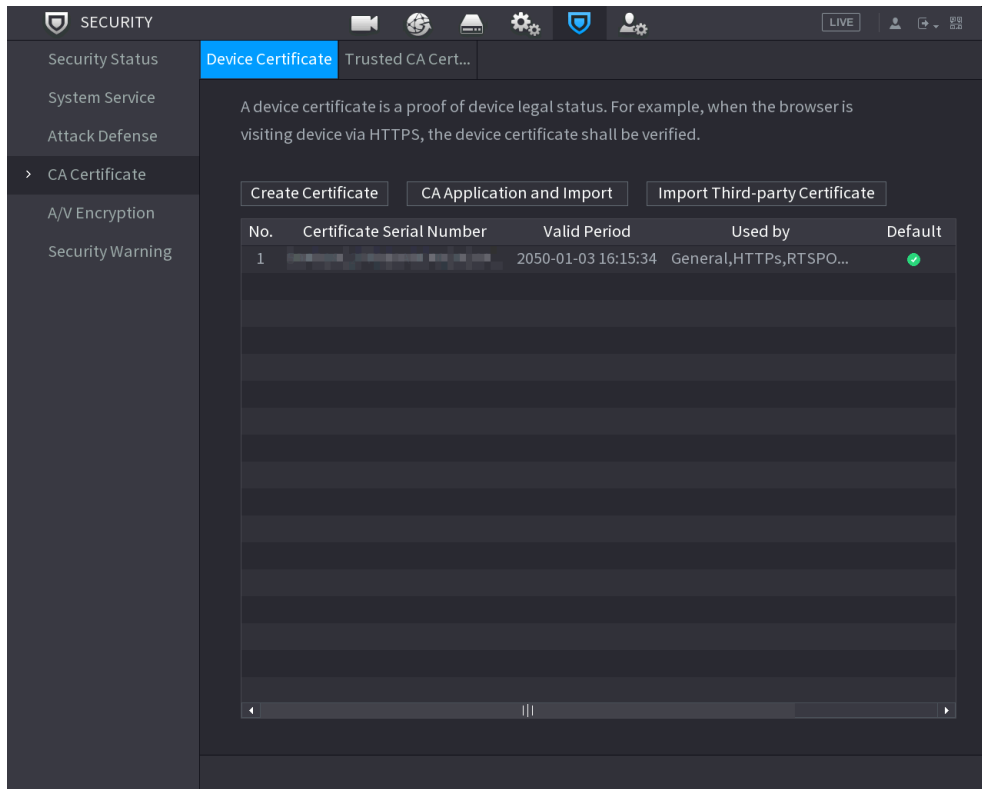 SECURITY
LIVE
Security Status
System Service
Attack Defense
CA Certificate
A/V Encryption
Security Warning
Device Certificate
Trusted CA Cert...
A device certificate is a proof of device legal status. For example, when the browser is
visiting device via HTTPS, the device certificate shall be verified.
Create Certificate
CA Application and Import
Import Third-party Certificate
No. Certificate Serial Number Valid Period Used by Default
1 2050-01-03 16:15:34 General,HTTPs,RTSPO...